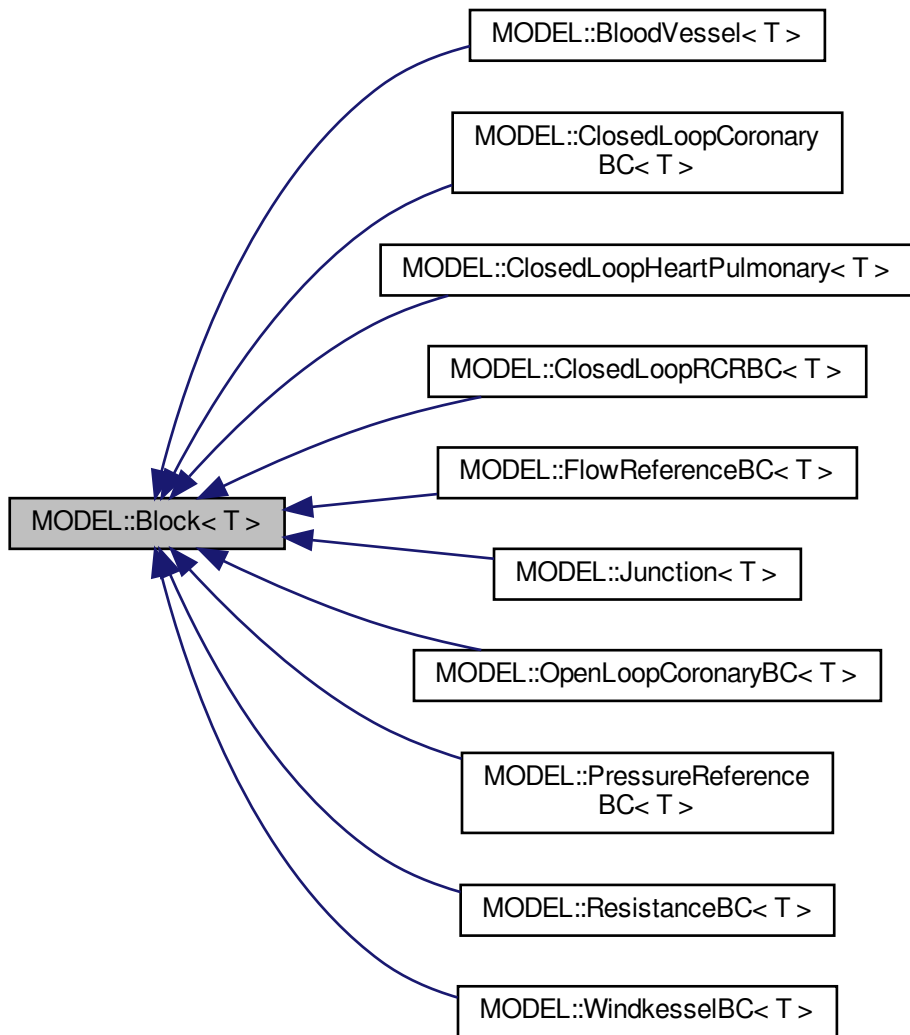 MODEL::BloodVessel< T >
MODEL::ClosedLoopCoronary
BC< T >
MODEL::ClosedLoopHeartPulmonary< T >
MODEL::ClosedLoopRCRBC< T >
MODEL::FlowReferenceBC< T >
MODEL::Block< T >
MODEL::Junction< T >
MODEL::OpenLoopCoronaryBC< T >
MODEL::PressureReference
BC< T >
MODEL::ResistanceBC< T >
MODEL::WindkesselBC< T >